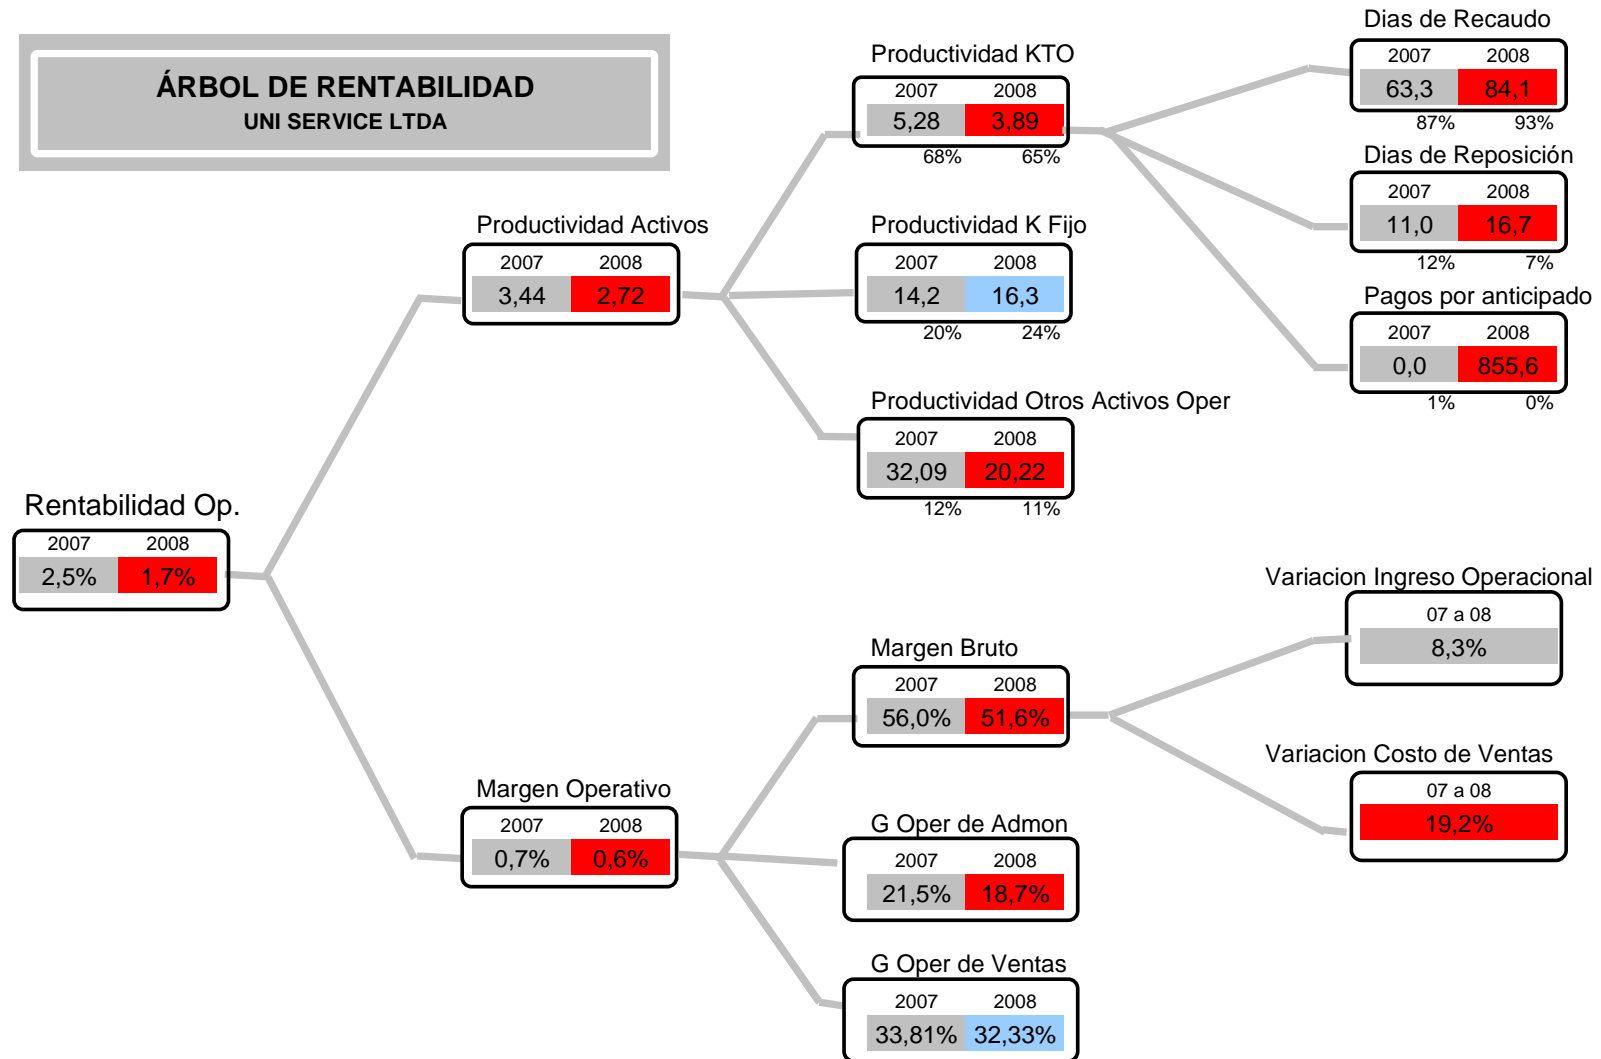 ÁRBOL DE RENTABILIDAD
UNI SERVICE LTDA
Rentabilidad Op.
2007 2008
2,5% 1,7%
Productividad Activos
2007 2008
3,44 2,72
Margen Operativo
2007 2008
0,7% 0,6%
Productividad KTO
2007 2008
5,28 3,89
68% 65%
Productividad K Fijo
2007 2008
14,2 16,3
20% 24%
Productividad Otros Activos Oper
2007 2008
32,09 20,22
12% 11%
Margen Bruto
2007 2008
56,0% 51,6%
G Oper de Admon
2007 2008
21,5% 18,7%
G Oper de Ventas
2007 2008
33,81% 32,33%
Dias de Recaudo
2007 2008
63,3 84,1
87% 93%
Dias de Reposición
2007 2008
11,0 16,7
12% 7%
Pagos por anticipado
2007 2008
0,0 855,6
1% 0%
Variacion Ingreso Operacional
07 a 08
8,3%
Variacion Costo de Ventas
07 a 08
19,2%